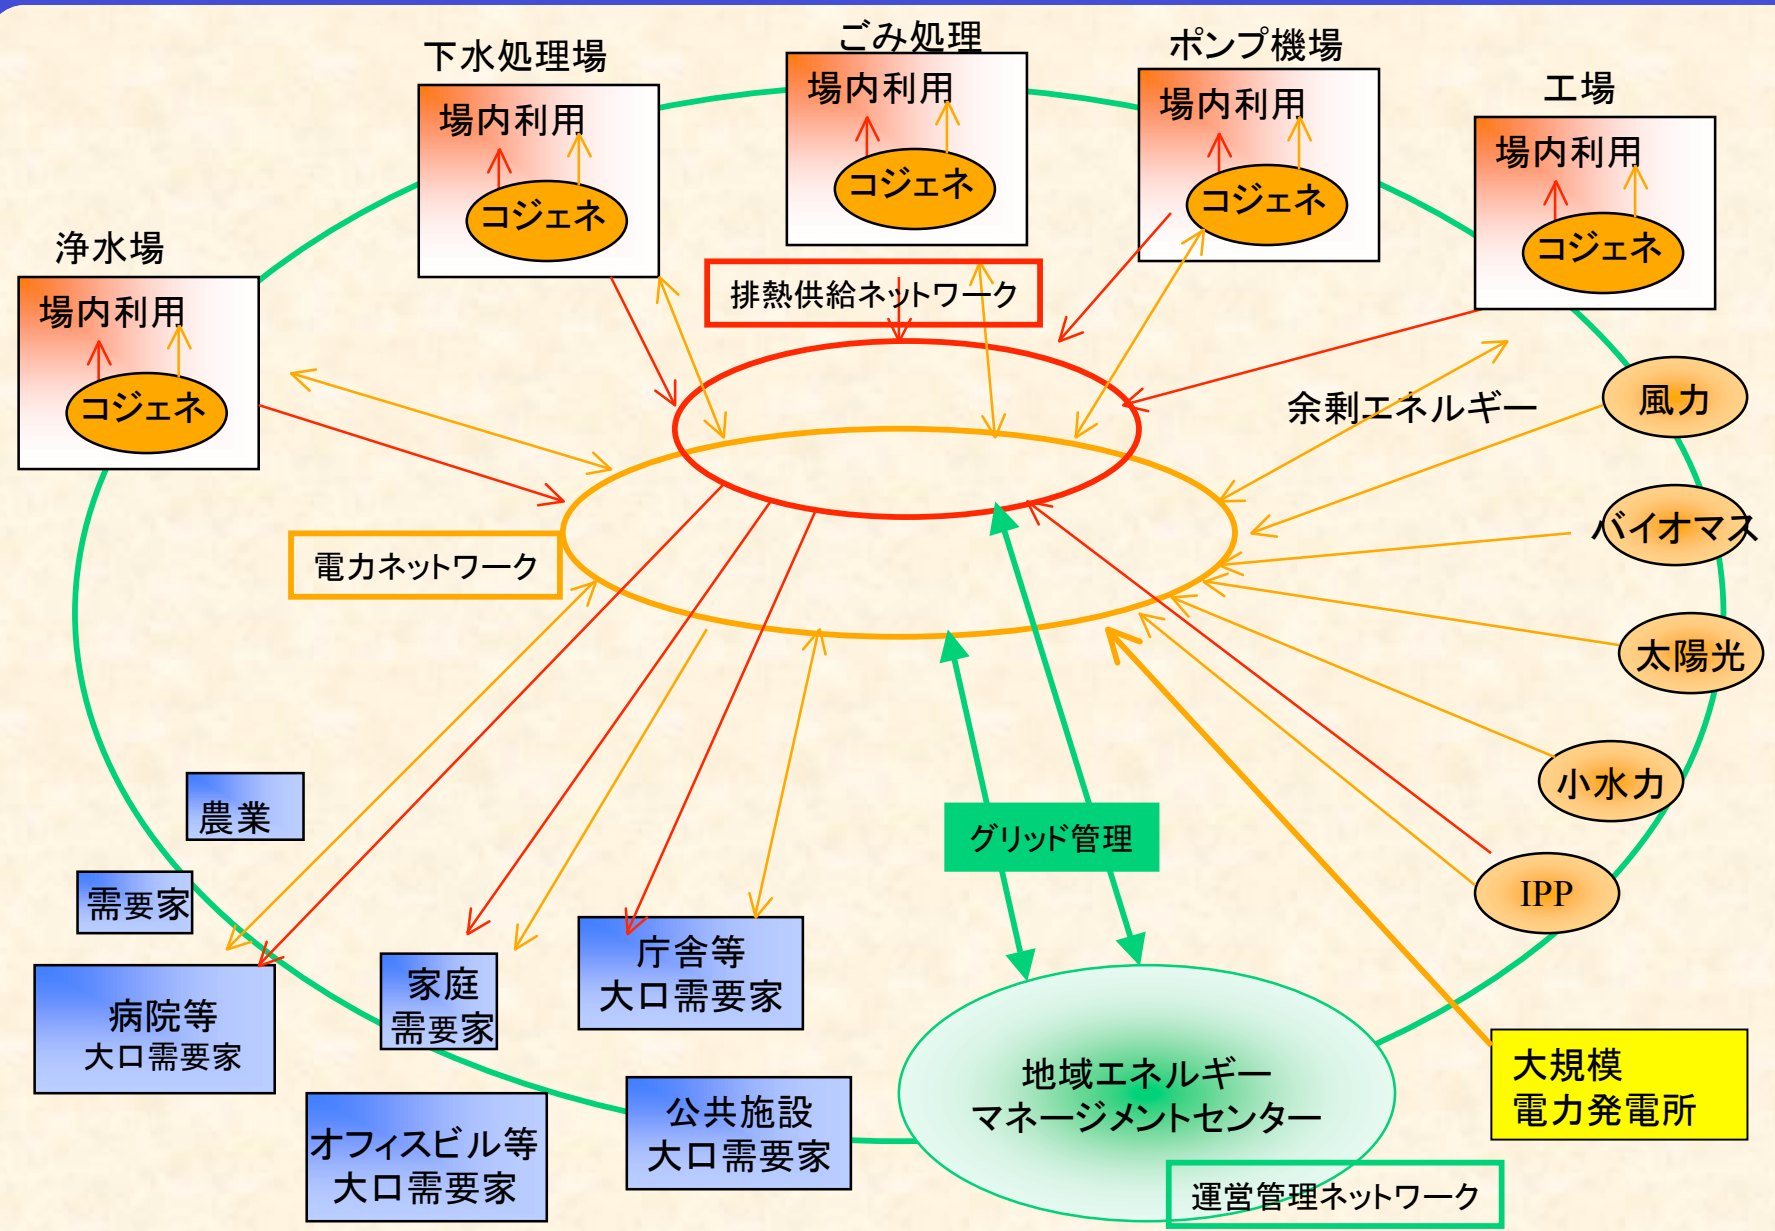 ごみ処理
ポンプ機場
下水処理場
工場
場内利用
コジェネ
場内利用
コジェネ
場内利用
コジェネ
場内利用
コジェネ
浄水場
場内利用
コジェネ
排熱供給ネットワーク
余剰エネルギー
風力
バイオマス
電力ネットワーク
太陽光
小水力
農業
グリッド管理
需要家
IPP
病院等
大口需要家
家庭
需要家
庁舎等
大口需要家
地域エネルギー
マネージメントセンター
大規模
電力発電所
オフィスビル等
大口需要家
公共施設
大口需要家
運営管理ネットワーク